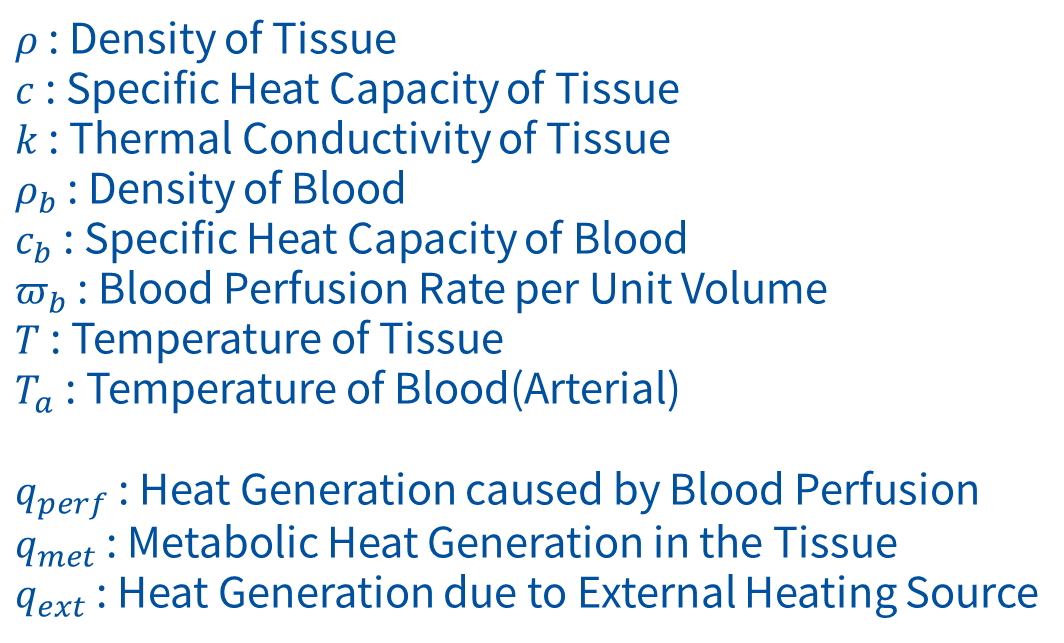 ρ : Density of Tissue
c : Specific Heat Capacity of Tissue
k : Thermal Conductivity of Tissue
ρ_b : Density of Blood
c_b : Specific Heat Capacity of Blood
ϖ_b : Blood Perfusion Rate per Unit Volume
T : Temperature of Tissue
T_a : Temperature of Blood(Arterial)
q_perf : Heat Generation caused by Blood Perfusion
q_met : Metabolic Heat Generation in the Tissue
q_ext : Heat Generation due to External Heating Source